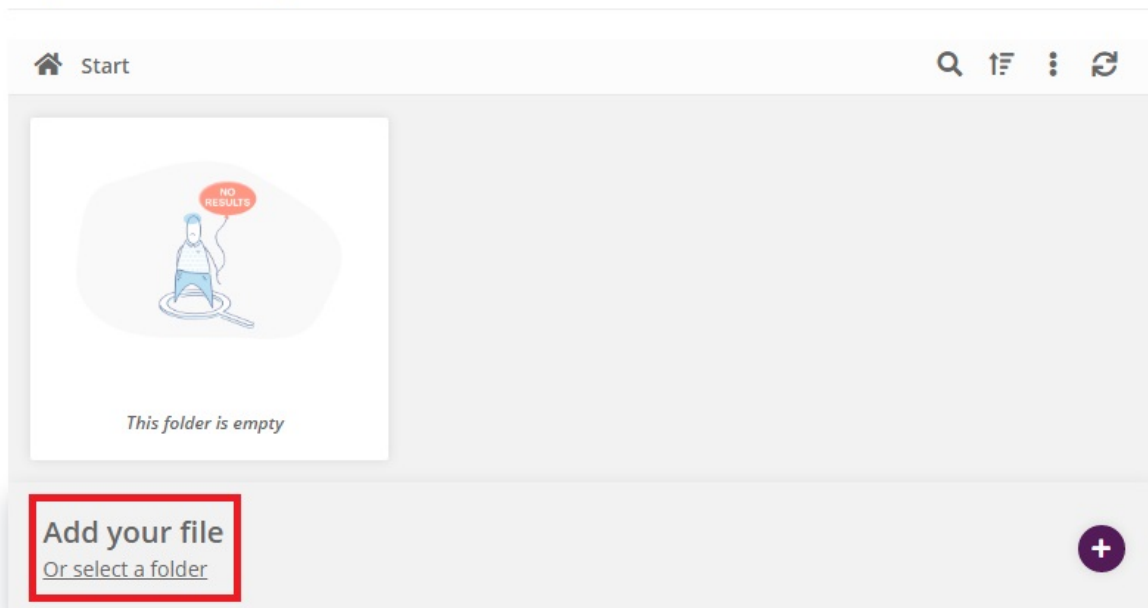 Start
NO
RESULTS
This folder is empty
Add your file
Or select a folder